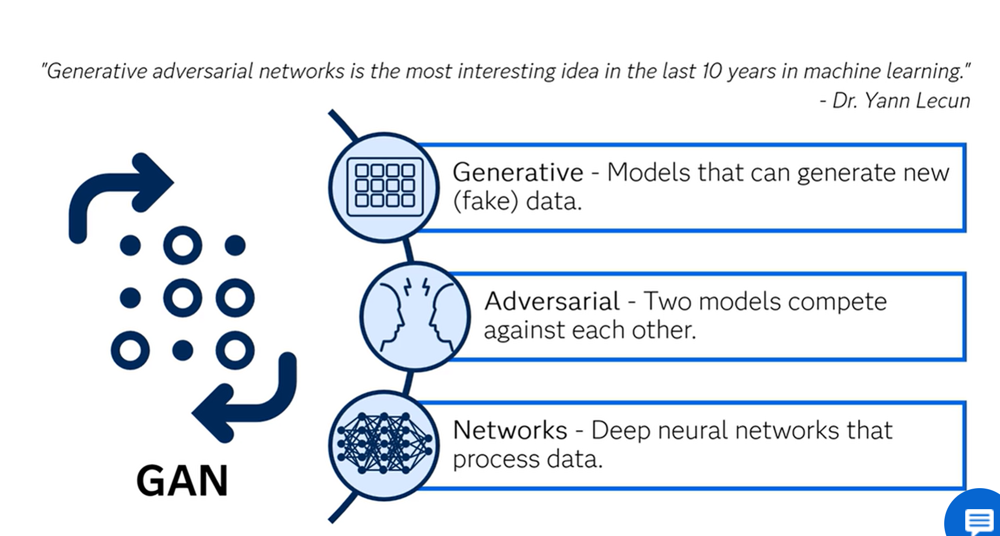 "Generative adversarial networks is the most interesting idea in the last 10 years in machine learning."
- Dr. Yann Lecun
Generative - Models that can generate new
(fake) data.
Adversarial - Two models compete
against each other.
Networks - Deep neural networks that
process data.
GAN